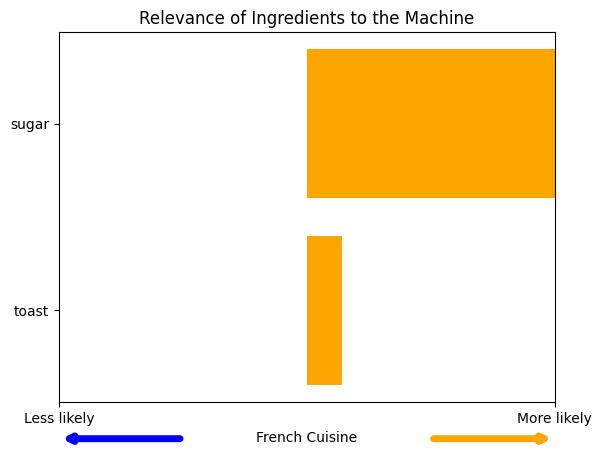 Relevance of Ingredients to the Machine
sugar
toast
Less likely
More likely
French Cuisine